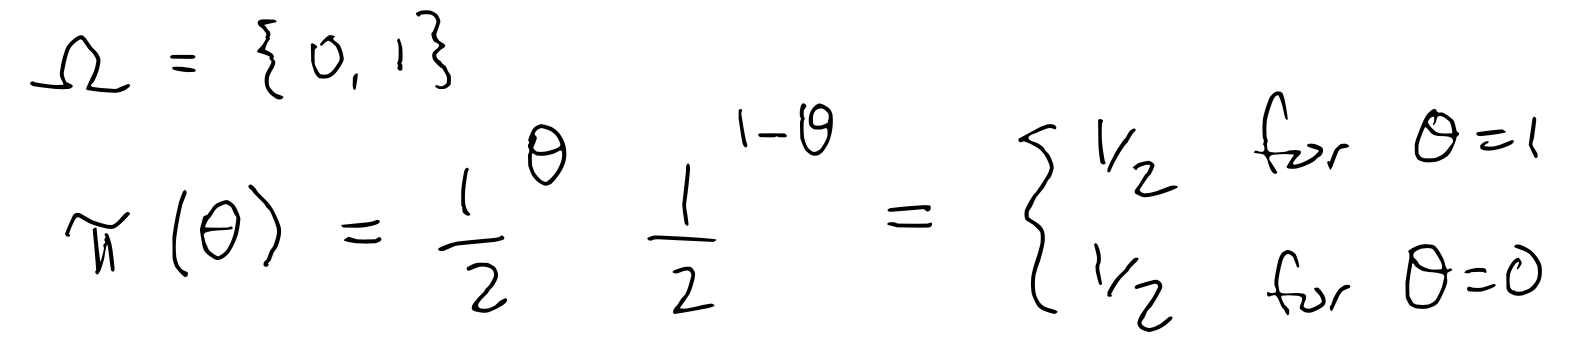 Ω = {0, 1}
π(θ) = 1/2^θ 1/2^{1-θ} = { 1/2 for θ=1
1/2 for θ=0